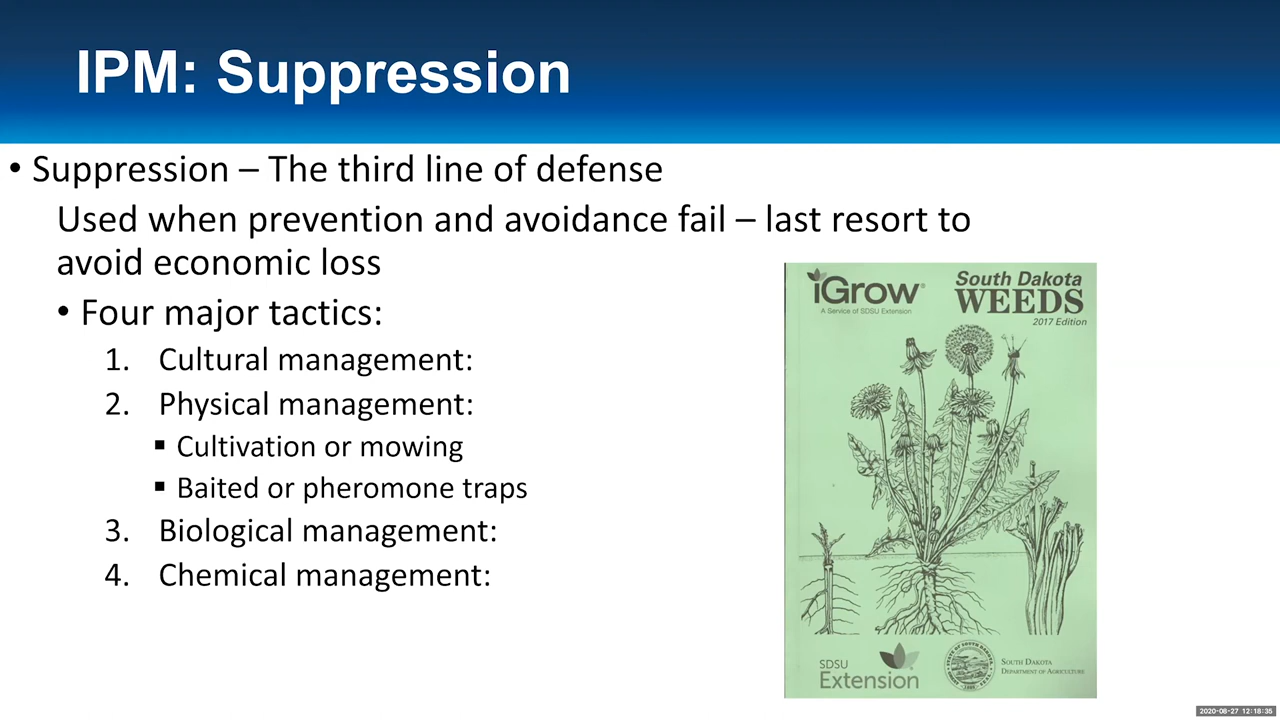 IPM: Suppression
• Suppression – The third line of defense
Used when prevention and avoidance fail – last resort to
avoid economic loss
• Four major tactics:
1. Cultural management:
2. Physical management:
▪ Cultivation or mowing
▪ Baited or pheromone traps
3. Biological management:
4. Chemical management:
iGrow®
A Service of SDSU Extension
South Dakota
WEEDS
2017 Edition
SDSU
Extension
SOUTH DAKOTA
DEPARTMENT OF AGRICULTURE
2020-08-27 12:18:35